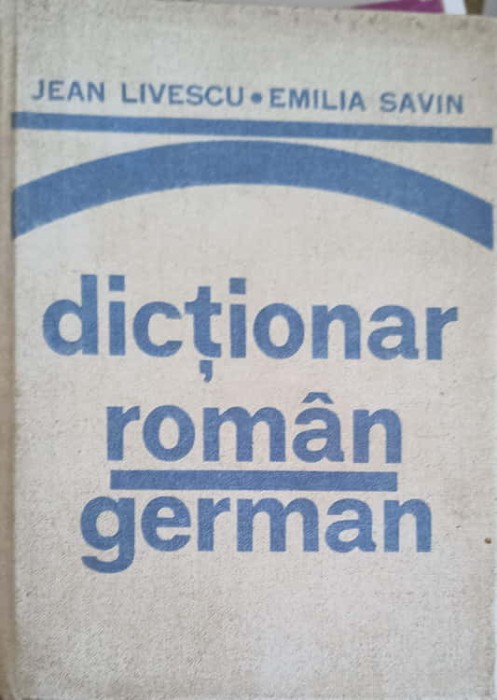 JEAN LIVESCU • EMILIA SAVIN
dicționar
român
german